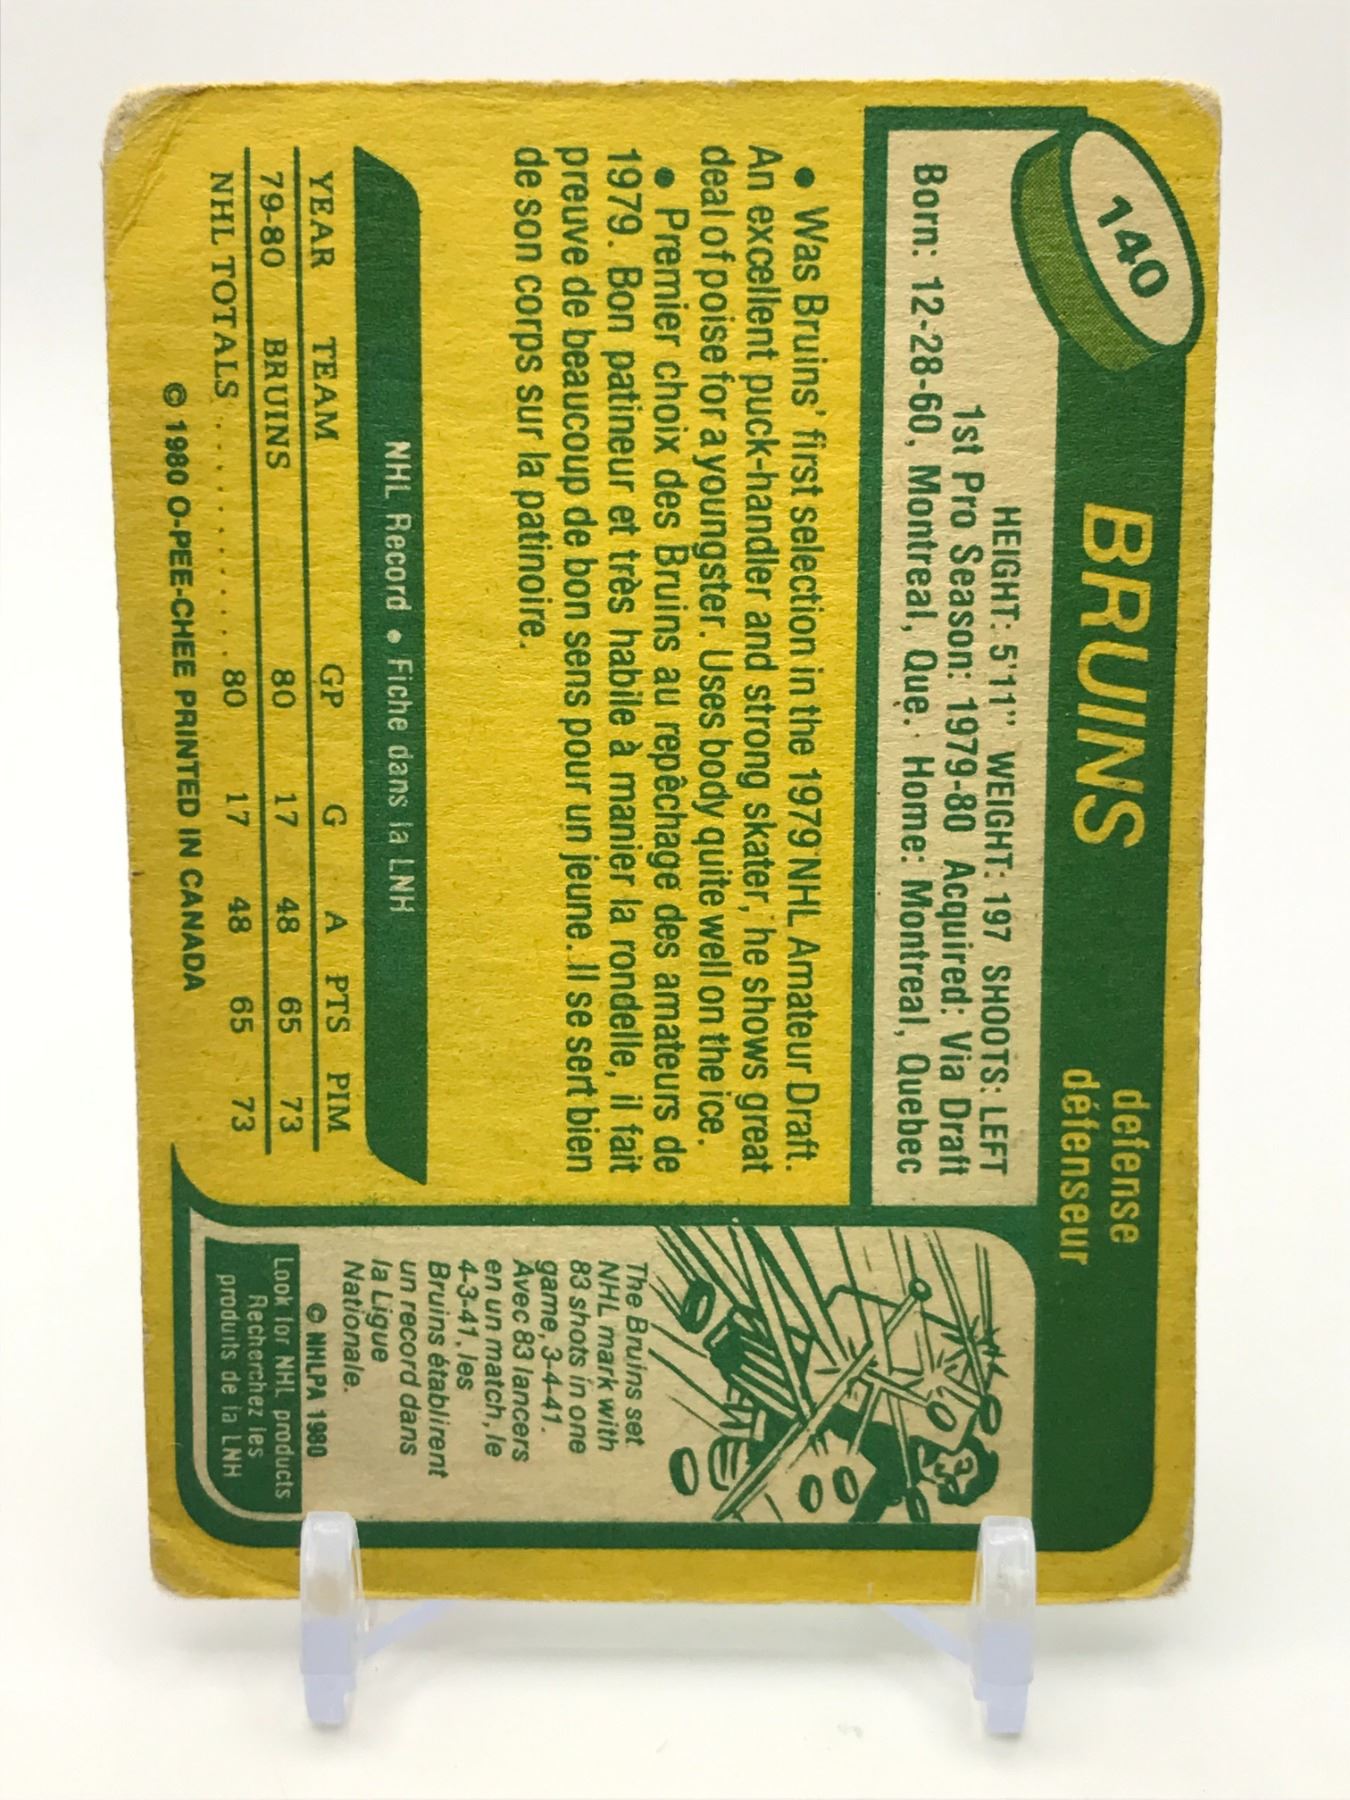 140
BRUINS
defense
défenseur
HEIGHT: 5'11" WEIGHT: 197 SHOOTS: LEFT
1st Pro Season: 1979-80 Acquired: Via Draft
Born: 12-28-60, Montreal, Que. Home: Montreal, Quebec
• Was Bruins' first selection in the 1979 NHL Amateur Draft.
An excellent puck-handler and strong skater, he shows great
deal of poise for a youngster. Uses body quite well on the ice.
• Premier choix des Bruins au repêchage des amateurs de
1979. Bon patineur et très habile à manier la rondelle, il fait
preuve de beaucoup de bon sens pour un jeune. Il se sert bien
de son corps sur la patinoire.
NHL Record • Fiche dans la LNH
YEAR TEAM GP G A PTS PIM
79-80 BRUINS 80 17 48 65 73
NHL TOTALS .......... 80 17 48 65 73
© 1980 O-PEE-CHEE PRINTED IN CANADA
The Bruins set
NHL mark with
83 shots in one
game, 3-4-41.
Avec 83 lancers
en un match, le
4-3-41, les
Bruins établirent
un record dans
la Ligue
Nationale.
© NHLPA 1980
Look for NHL products
Recherchez les
produits de la LNH